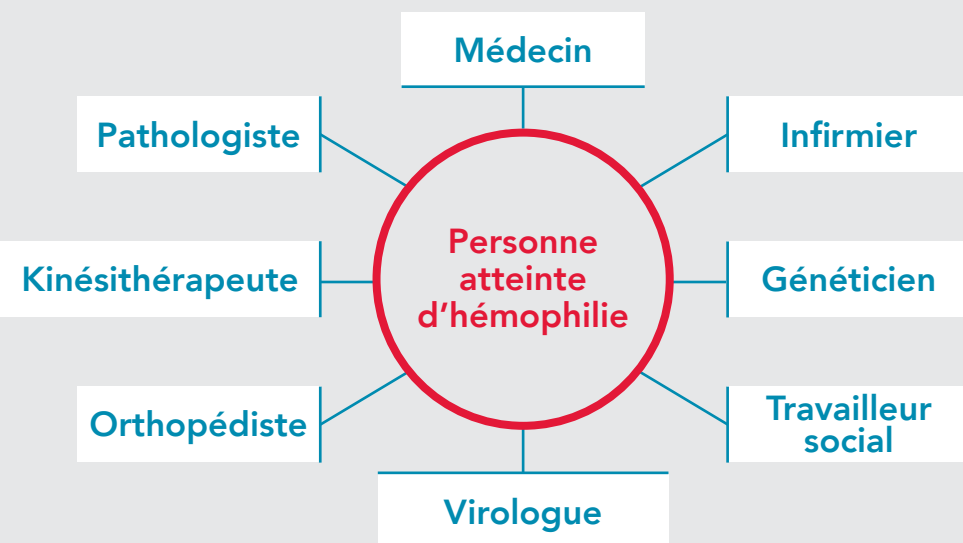 Médecin
Pathologiste
Infirmier
Kinésithérapeute
Personne
atteinte
d’hémophilie
Généticien
Orthopédiste
Travailleur
social
Virologue